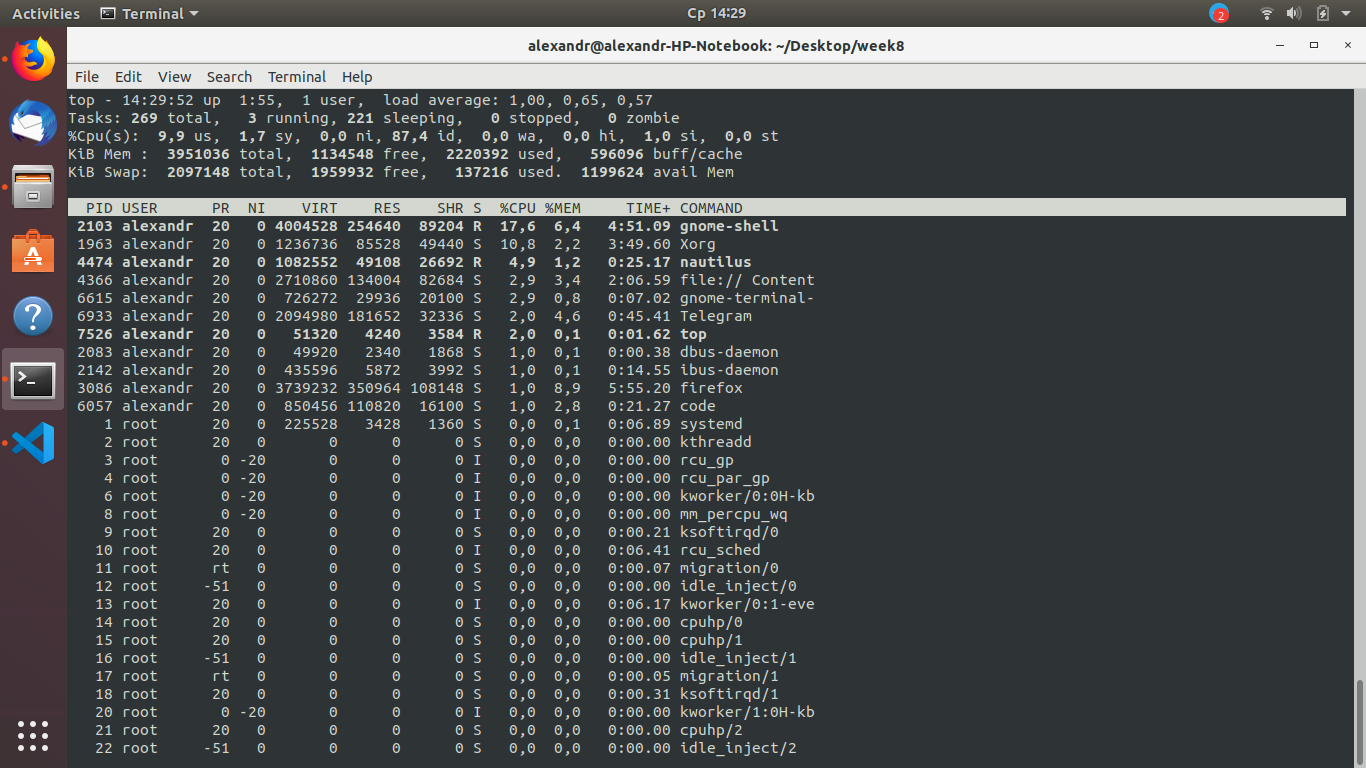 Activities Terminal Ср 14:29 2
alexandr@alexandr-HP-Notebook: ~/Desktop/week8
File Edit View Search Terminal Help
top - 14:29:52 up  1:55,  1 user,  load average: 1,00, 0,65, 0,57
Tasks: 269 total,   3 running, 221 sleeping,   0 stopped,   0 zombie
%Cpu(s):  9,9 us,  1,7 sy,  0,0 ni, 87,4 id,  0,0 wa,  0,0 hi,  1,0 si,  0,0 st
KiB Mem :  3951036 total,  1134548 free,  2220392 used,   596096 buff/cache
KiB Swap:  2097148 total,  1959932 free,   137216 used.  1199624 avail Mem
PID USER PR NI VIRT RES SHR S %CPU %MEM TIME+ COMMAND
2103 alexandr 20 0 4004528 254640 89204 R 17,6 6,4 4:51.09 gnome-shell
1963 alexandr 20 0 1236736 85528 49440 S 10,8 2,2 3:49.60 Xorg
4474 alexandr 20 0 1082552 49108 26692 R 4,9 1,2 0:25.17 nautilus
4366 alexandr 20 0 2710860 134004 82684 S 2,9 3,4 2:06.59 file:// Content
6615 alexandr 20 0 726272 29936 20100 S 2,9 0,8 0:07.02 gnome-terminal-
6933 alexandr 20 0 2094980 181652 32336 S 2,0 4,6 0:45.41 Telegram
7526 alexandr 20 0 51320 4240 3584 R 2,0 0,1 0:01.62 top
2083 alexandr 20 0 49920 2340 1868 S 1,0 0,1 0:00.38 dbus-daemon
2142 alexandr 20 0 435596 5872 3992 S 1,0 0,1 0:14.55 ibus-daemon
3086 alexandr 20 0 3739232 350964 108148 S 1,0 8,9 5:55.20 firefox
6057 alexandr 20 0 850456 110820 16100 S 1,0 2,8 0:21.27 code
1 root 20 0 225528 3428 1360 S 0,0 0,1 0:06.89 systemd
2 root 20 0 0 0 0 S 0,0 0,0 0:00.00 kthreadd
3 root 0 -20 0 0 0 I 0,0 0,0 0:00.00 rcu_gp
4 root 0 -20 0 0 0 I 0,0 0,0 0:00.00 rcu_par_gp
6 root 0 -20 0 0 0 I 0,0 0,0 0:00.00 kworker/0:0H-kb
8 root 0 -20 0 0 0 I 0,0 0,0 0:00.00 mm_percpu_wq
9 root 20 0 0 0 0 S 0,0 0,0 0:00.21 ksoftirqd/0
10 root 20 0 0 0 0 I 0,0 0,0 0:06.41 rcu_sched
11 root rt 0 0 0 0 S 0,0 0,0 0:00.07 migration/0
12 root -51 0 0 0 0 S 0,0 0,0 0:00.00 idle_inject/0
13 root 20 0 0 0 0 I 0,0 0,0 0:06.17 kworker/0:1-eve
14 root 20 0 0 0 0 S 0,0 0,0 0:00.00 cpuhp/0
15 root 20 0 0 0 0 S 0,0 0,0 0:00.00 cpuhp/1
16 root -51 0 0 0 0 S 0,0 0,0 0:00.00 idle_inject/1
17 root rt 0 0 0 0 S 0,0 0,0 0:00.05 migration/1
18 root 20 0 0 0 0 S 0,0 0,0 0:00.31 ksoftirqd/1
20 root 0 -20 0 0 0 I 0,0 0,0 0:00.00 kworker/1:0H-kb
21 root 20 0 0 0 0 S 0,0 0,0 0:00.00 cpuhp/2
22 root -51 0 0 0 0 S 0,0 0,0 0:00.00 idle_inject/2